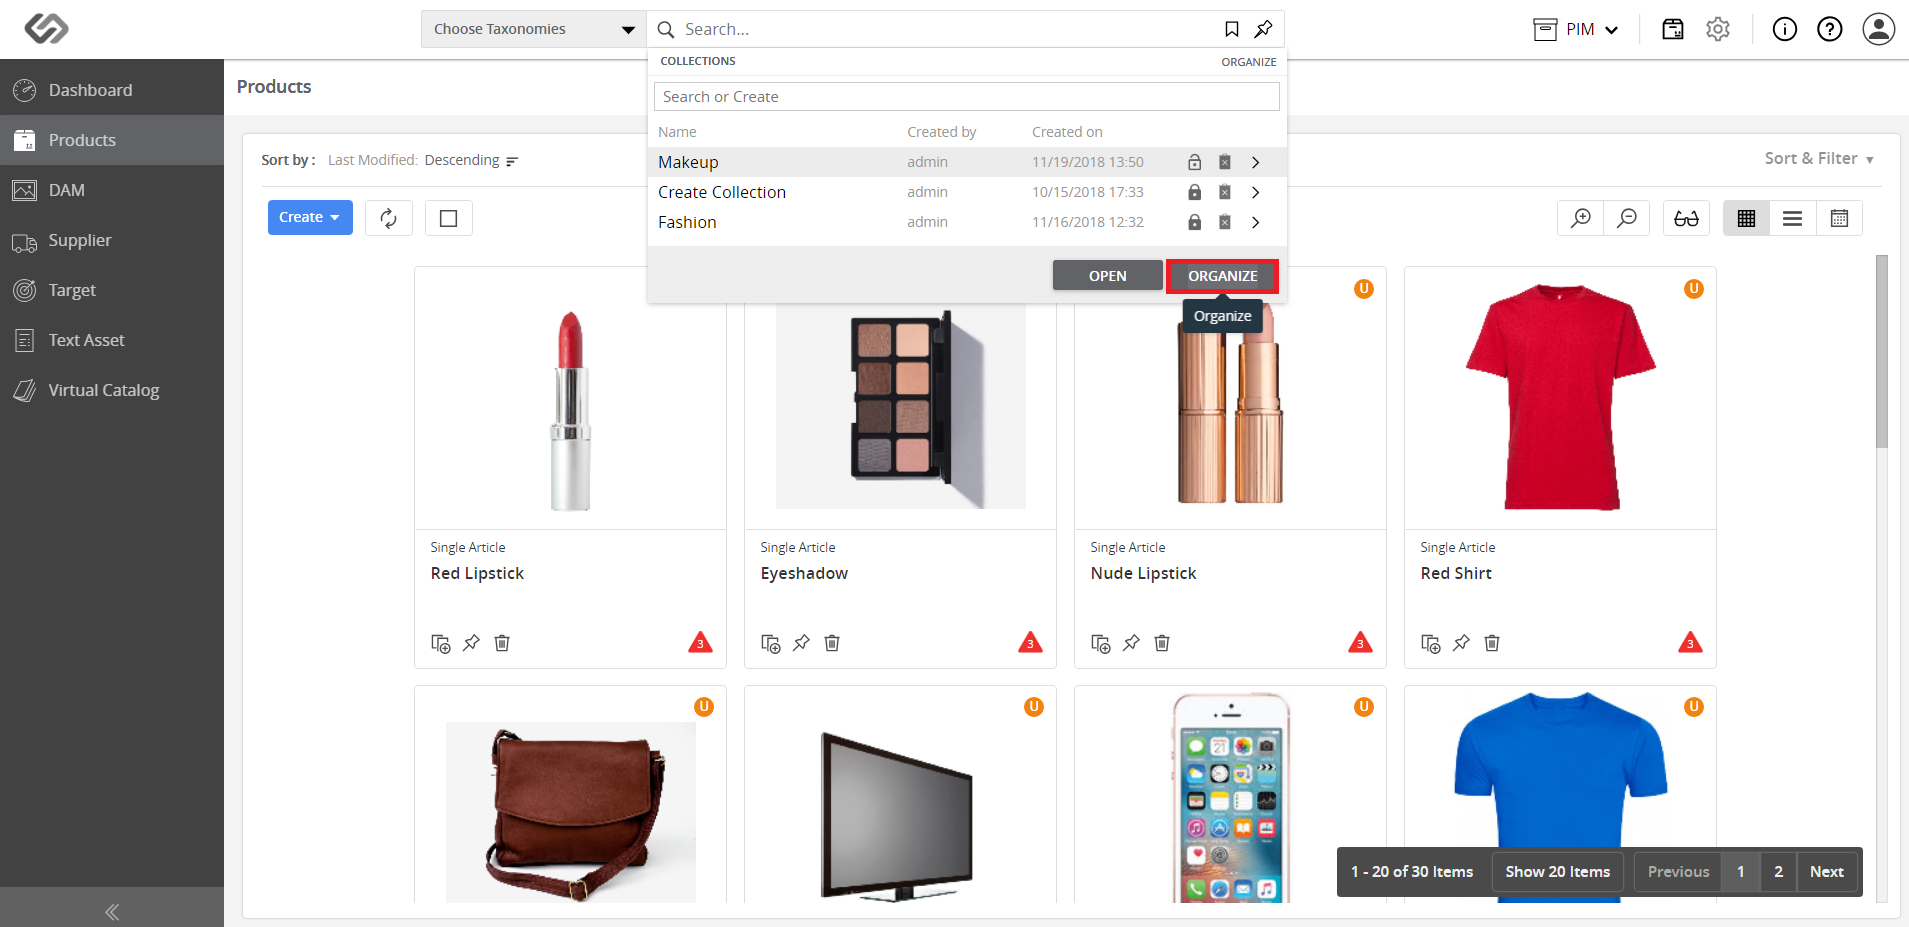 Choose Taxonomies
Search...
PIM
Dashboard
Products
DAM
Supplier
Target
Text Asset
Virtual Catalog
Products
COLLECTIONS
ORGANIZE
Search or Create
Name Created by Created on
Makeup admin 11/19/2018 13:50
Create Collection admin 10/15/2018 17:33
Fashion admin 11/16/2018 12:32
OPEN
ORGANIZE
Organize
Sort by : Last Modified: Descending
Sort & Filter
Create
U
U
Single Article
Red Lipstick
3
Single Article
Eyeshadow
3
Single Article
Nude Lipstick
3
Single Article
Red Shirt
3
U
U
U
U
21
1 - 20 of 30 Items
Show 20 Items
Previous
1
2
Next